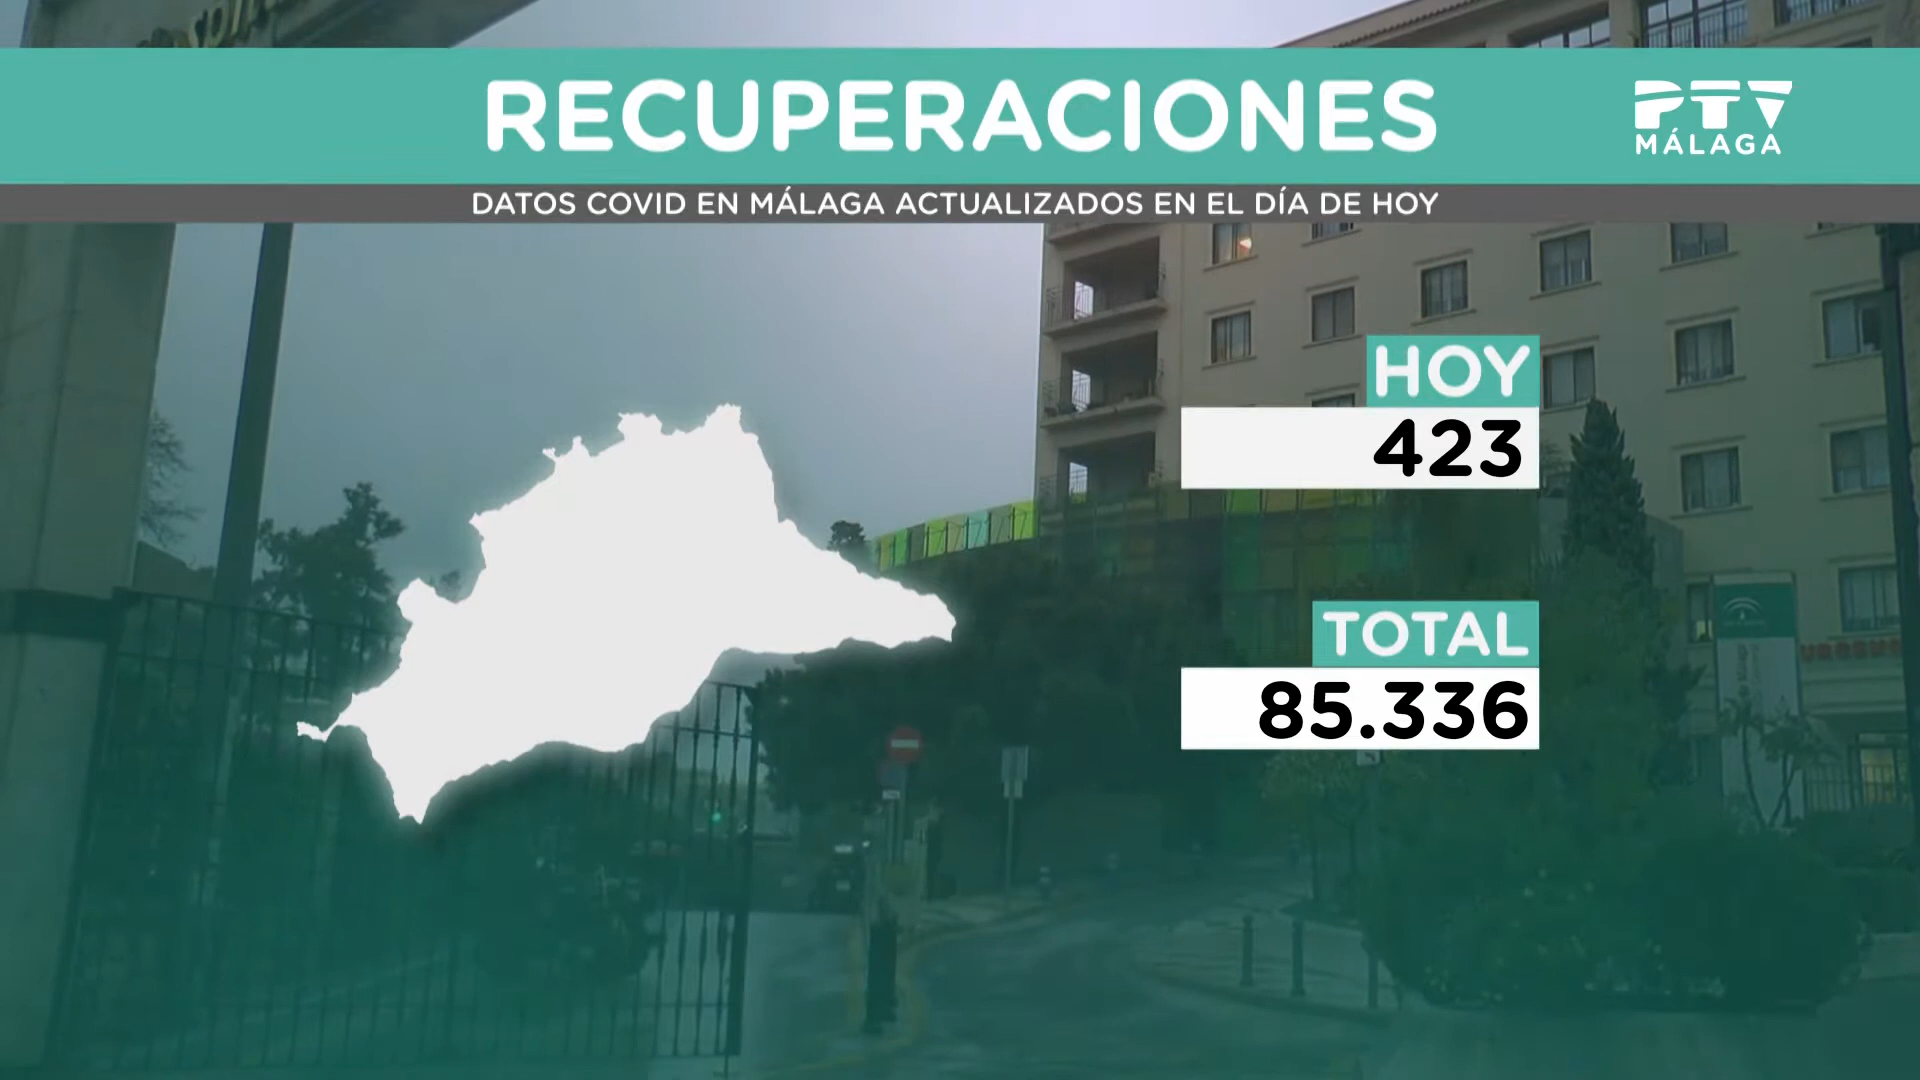 RECUPERACIONES
PTV
MÁLAGA
DATOS COVID EN MÁLAGA ACTUALIZADOS EN EL DÍA DE HOY
HOY
423
TOTAL
85.336